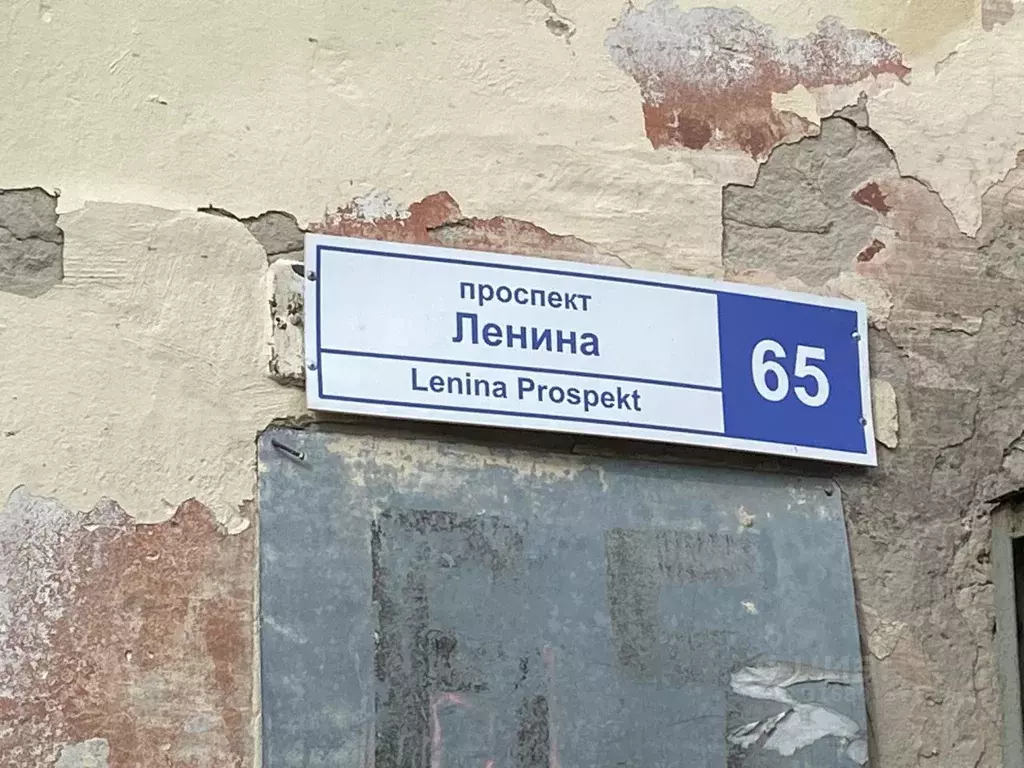 проспект
Ленина
Lenina Prospekt
65